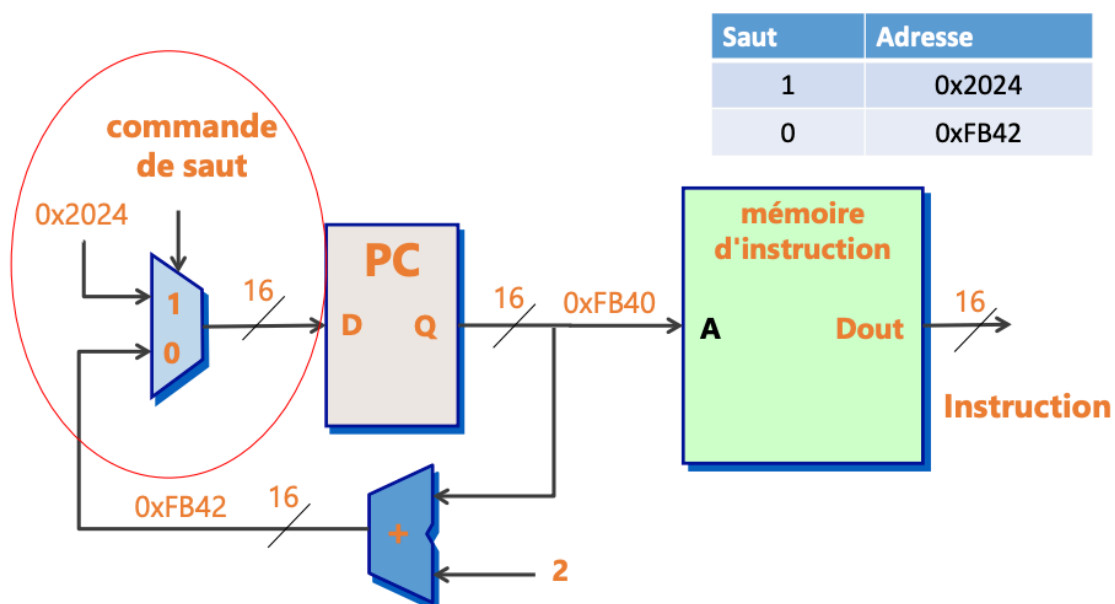 Saut Adresse
1 0x2024
0 0xFB42
commande
de saut
0x2024
1
0
16
PC
D Q
16
0xFB40
mémoire
d'instruction
A Dout
16
Instruction
0xFB42
16
+
2